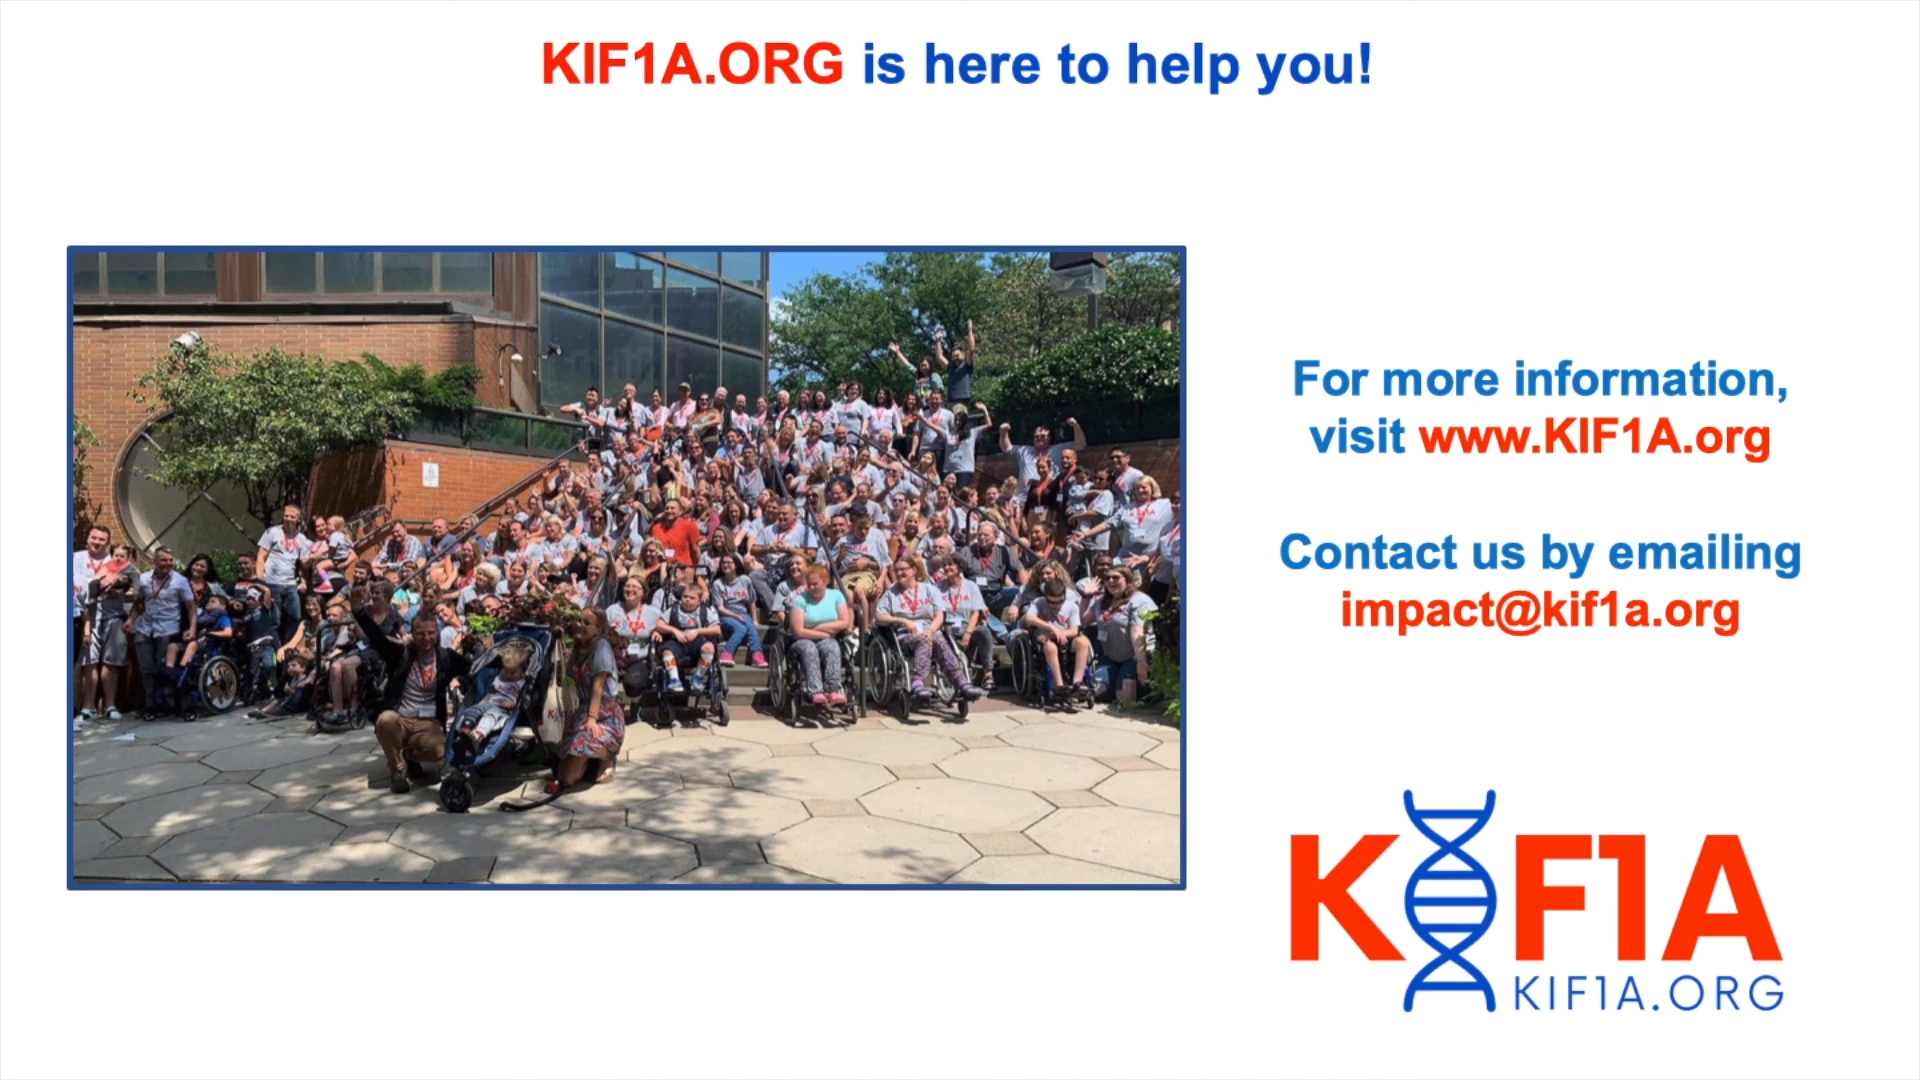 KIF1A.ORG is here to help you!
For more information,
visit www.KIF1A.org
Contact us by emailing
impact@kif1a.org
KIF1A
KIF1A.ORG